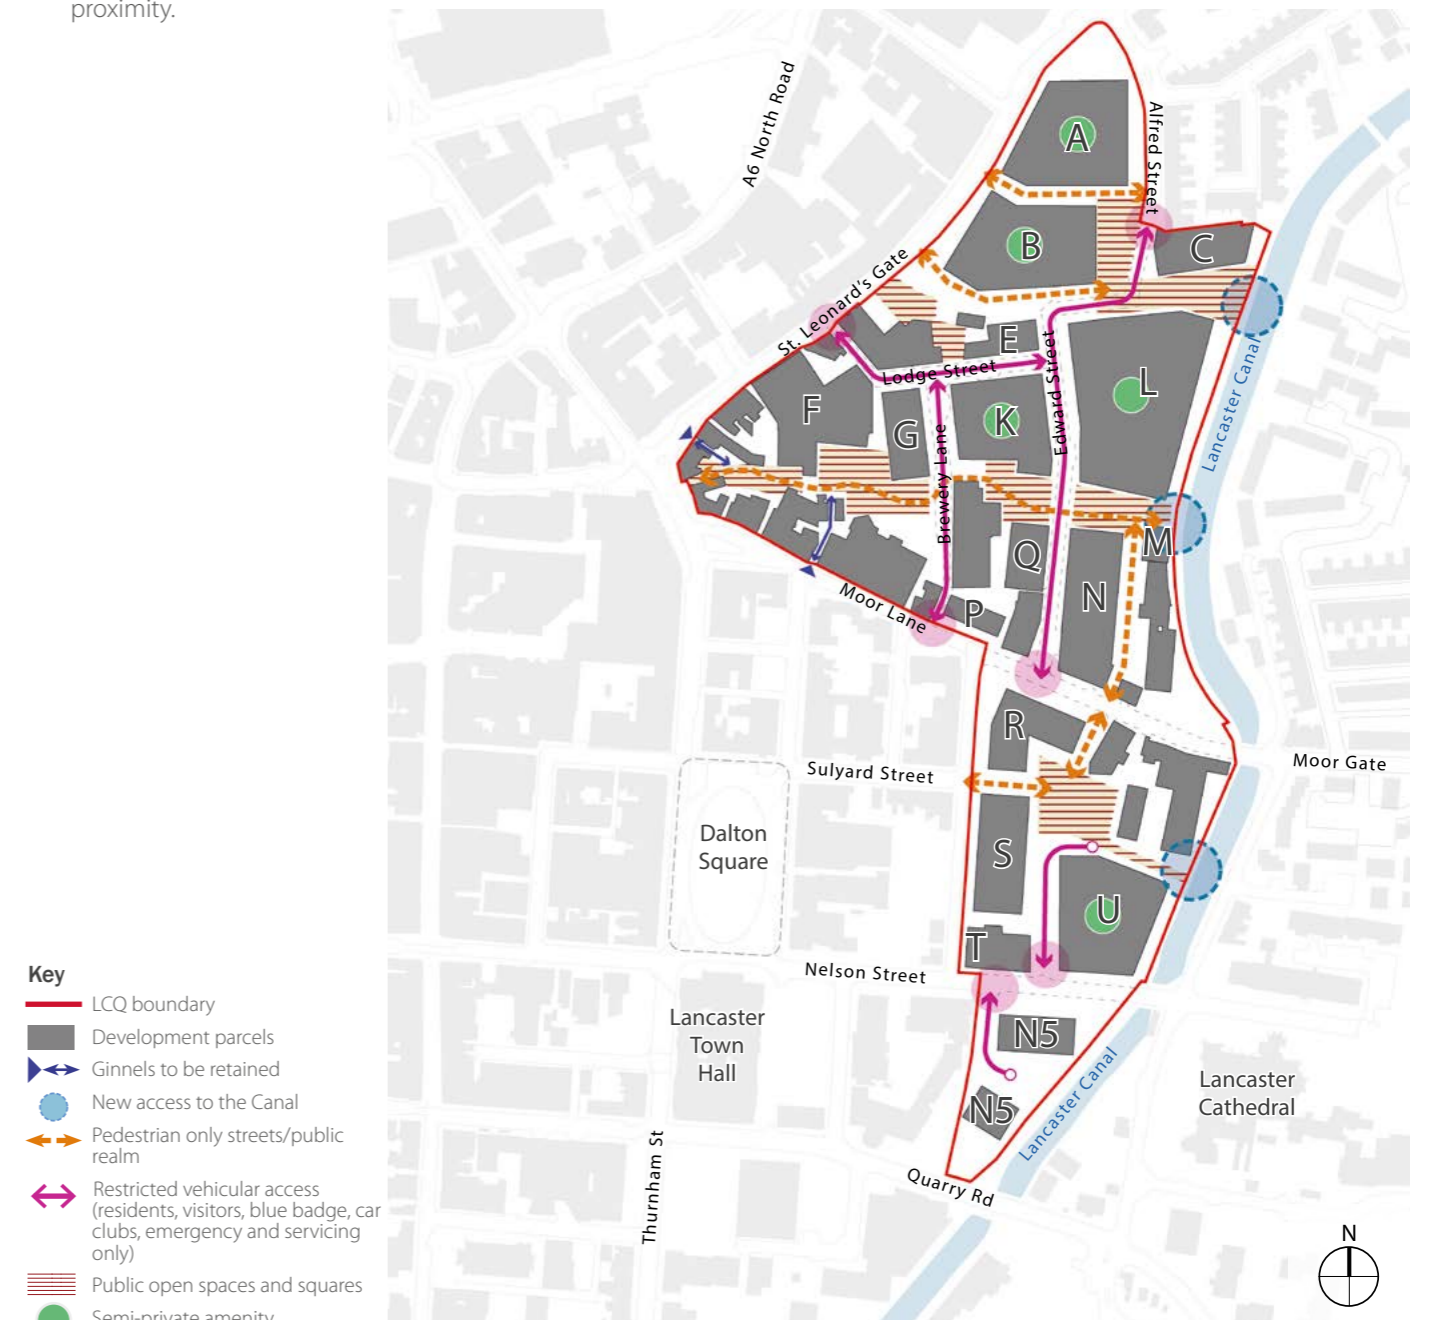 proximity.
A6 North Road
Alfred Street
A
B
C
St. Leonard's Gate
E
Lodge Street
Edward Street
L
Lancaster Canal
F
G
K
Brewery Lane
M
Q
N
Moor Lane
P
R
Sulyard Street
Moor Gate
Dalton
Square
S
U
T
Nelson Street
Lancaster
Town
Hall
N5
N5
Lancaster Canal
Lancaster
Cathedral
Quarry Rd
Thurnham St
N
Key
LCQ boundary
Development parcels
Ginnels to be retained
New access to the Canal
Pedestrian only streets/public
realm
Restricted vehicular access
(residents, visitors, blue badge, car
clubs, emergency and servicing
only)
Public open spaces and squares
Semi-private amenity